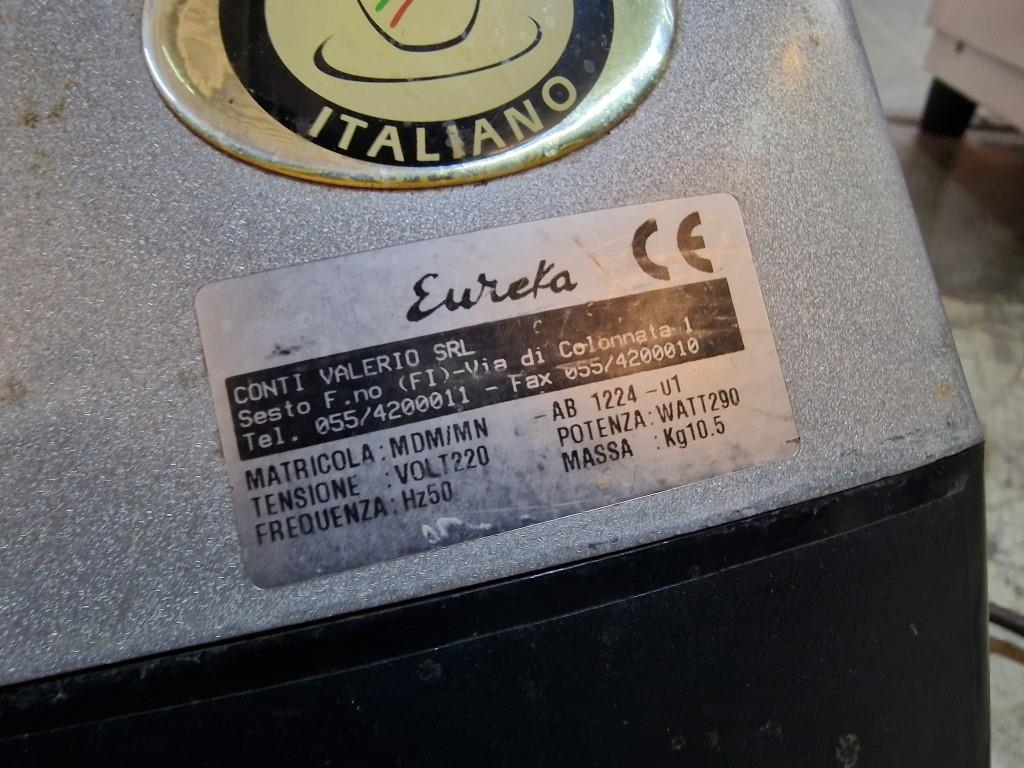 ITALIANO
Eureka CE
CONTI VALERIO SRL
Sesto F.no (FI)-Via di Colonnata 1
Tel. 055/4200011 - Fax 055/4200010
MATRICOLA: MDM/MN -AB 1224 -U1
TENSIONE :VOLT220 POTENZA: WATT290
FREQUENZA: Hz50 MASSA :Kg10.5